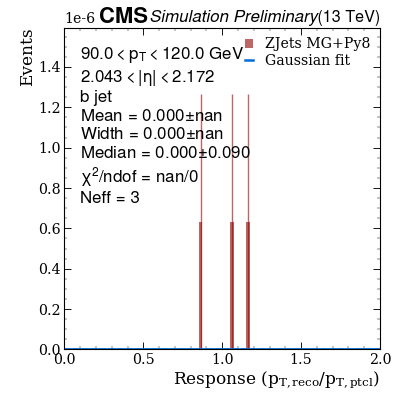 1e-6 CMS Simulation Preliminary (13 TeV)
Events
90.0 < pT < 120.0 GeV
2.043 < |η| < 2.172
b jet
Mean = 0.000±nan
Width = 0.000±nan
Median = 0.000±0.090
χ²/ndof = nan/0
Neff = 3
ZJets MG+Py8
Gaussian fit
1.4
1.2
1.0
0.8
0.6
0.4
0.2
0.0
0.0 0.5 1.0 1.5 2.0
Response (pT,reco/pT,ptcl)